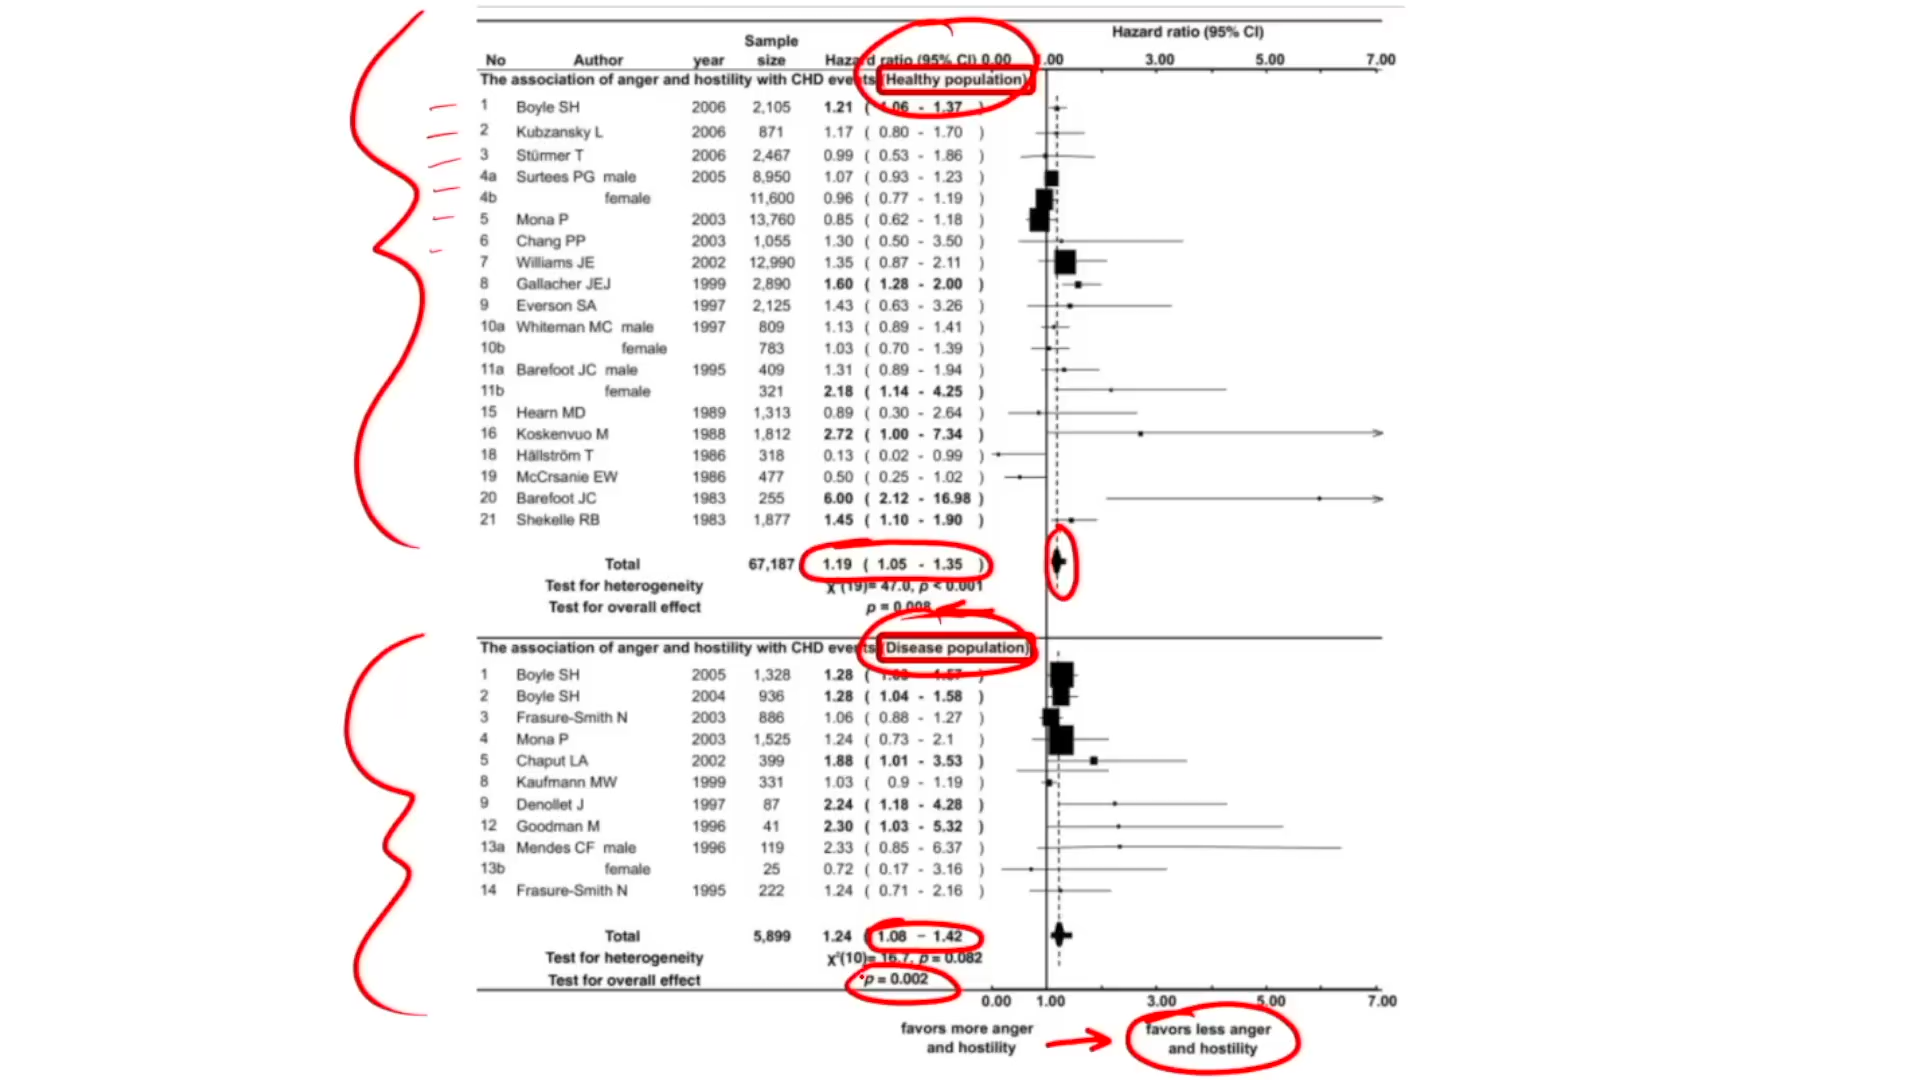 Hazard ratio (95% CI)
No Author year Sample size Hazard ratio (95% CI) 0.00 1.00 3.00 5.00 7.00
The association of anger and hostility with CHD events (Healthy population)
1 Boyle SH 2006 2,105 1.21 ( 1.06 - 1.37 )
2 Kubzansky L 2006 871 1.17 ( 0.80 - 1.70 )
3 Stürmer T 2006 2,467 0.99 ( 0.53 - 1.86 )
4a Surtees PG male 2005 8,950 1.07 ( 0.93 - 1.23 )
4b female 11,600 0.96 ( 0.77 - 1.19 )
5 Mona P 2003 13,760 0.85 ( 0.62 - 1.18 )
6 Chang PP 2003 1,055 1.30 ( 0.50 - 3.50 )
7 Williams JE 2002 12,990 1.35 ( 0.87 - 2.11 )
8 Gallacher JEJ 1999 2,890 1.60 ( 1.28 - 2.00 )
9 Everson SA 1997 2,125 1.43 ( 0.63 - 3.26 )
10a Whiteman MC male 1997 809 1.13 ( 0.89 - 1.41 )
10b female 783 1.03 ( 0.70 - 1.39 )
11a Barefoot JC male 1995 409 1.31 ( 0.89 - 1.94 )
11b female 321 2.18 ( 1.14 - 4.25 )
15 Hearn MD 1989 1,313 0.89 ( 0.30 - 2.64 )
16 Koskenvuo M 1988 1,812 2.72 ( 1.00 - 7.34 )
18 Hällström T 1986 318 0.13 ( 0.02 - 0.99 )
19 McCrsanie EW 1986 477 0.50 ( 0.25 - 1.02 )
20 Barefoot JC 1983 255 6.00 ( 2.12 - 16.98 )
21 Shekelle RB 1983 1,877 1.45 ( 1.10 - 1.90 )
Total 67,187 1.19 ( 1.05 - 1.35 )
Test for heterogeneity χ²(19)= 47.0, p < 0.001
Test for overall effect p = 0.008
The association of anger and hostility with CHD events (Disease population)
1 Boyle SH 2005 1,328 1.28 (
2 Boyle SH 2004 936 1.28 ( 1.04 - 1.58 )
3 Frasure-Smith N 2003 886 1.06 ( 0.88 - 1.27 )
4 Mona P 2003 1,525 1.24 ( 0.73 - 2.1 )
5 Chaput LA 2002 399 1.88 ( 1.01 - 3.53 )
8 Kaufmann MW 1999 331 1.03 ( 0.9 - 1.19 )
9 Denollet J 1997 87 2.24 ( 1.18 - 4.28 )
12 Goodman M 1996 41 2.30 ( 1.03 - 5.32 )
13a Mendes CF male 1996 119 2.33 ( 0.85 - 6.37 )
13b female 25 0.72 ( 0.17 - 3.16 )
14 Frasure-Smith N 1995 222 1.24 ( 0.71 - 2.16 )
Total 5,899 1.24 ( 1.08 - 1.42
Test for heterogeneity χ²(10)= 16.7, p = 0.082
Test for overall effect p = 0.002
0.00 1.00 3.00 5.00 7.00
favors more anger and hostility
favors less anger and hostility